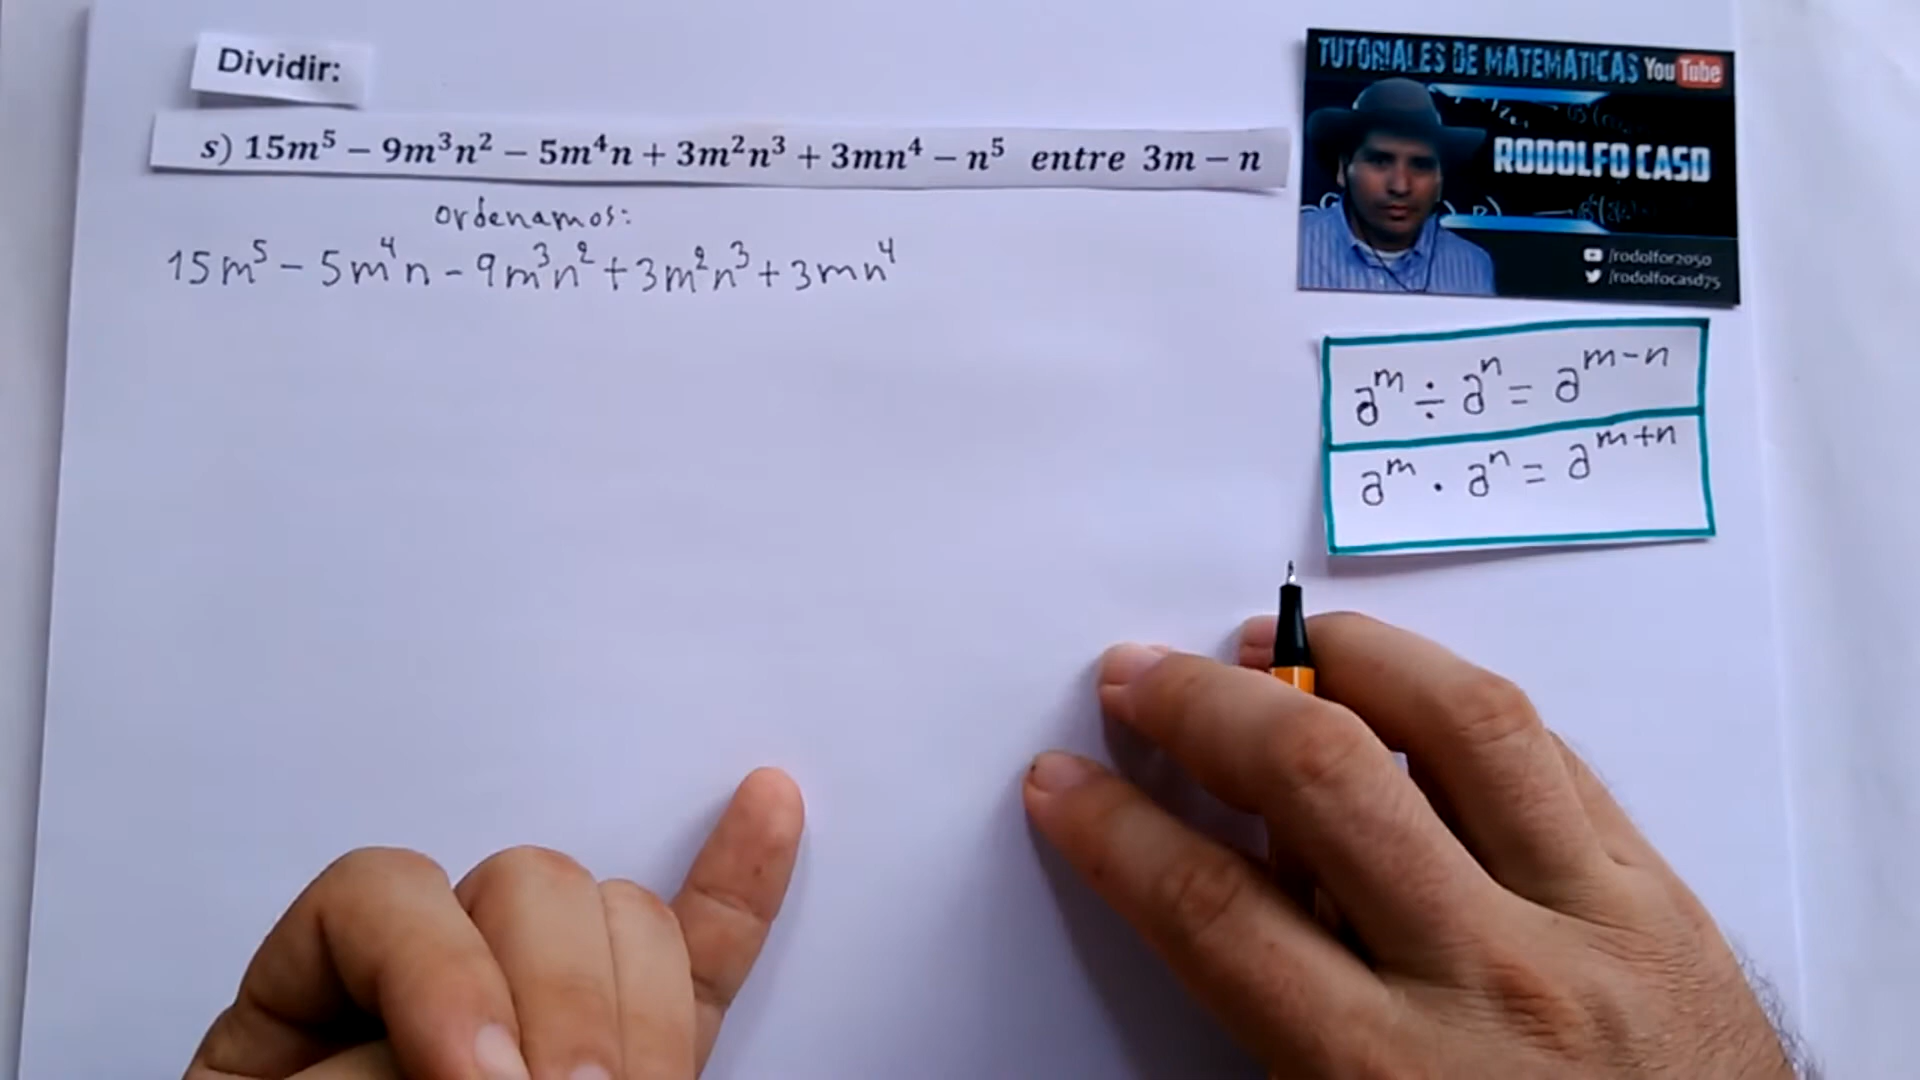 Dividir:
s) 15m⁵ − 9m³n² − 5m⁴n + 3m²n³ + 3mn⁴ − n⁵ entre 3m − n
ordenamos:
15m⁵ − 5m⁴n − 9m³n² + 3m²n³ + 3mn⁴
TUTORIALES DE MATEMATICAS YouTube
RODOLFO CASD
/rodolfor2050
/rodolfocasd75
aᵐ ÷ aⁿ = aᵐ⁻ⁿ
aᵐ · aⁿ = aᵐ⁺ⁿ